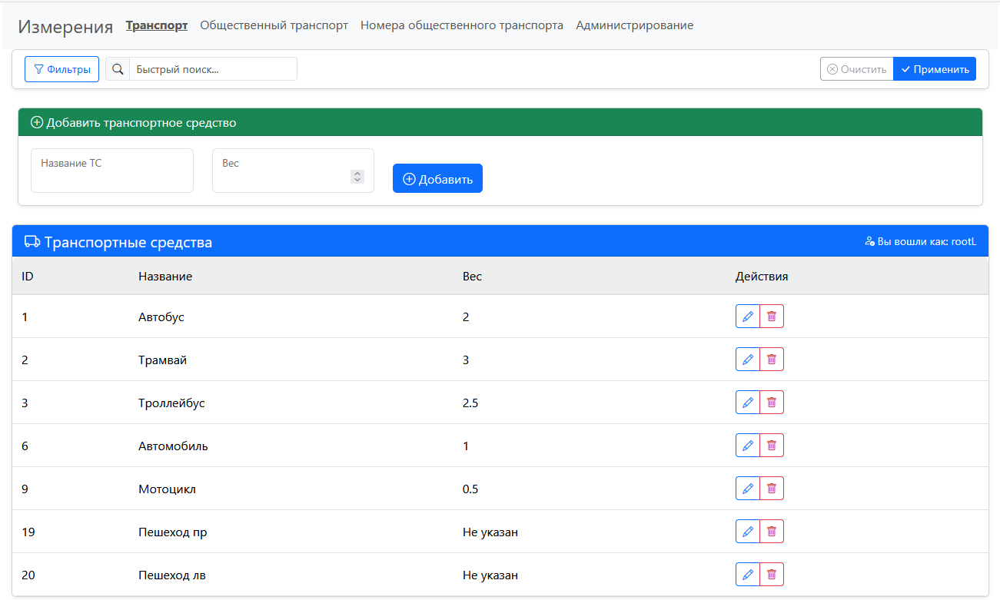 Измерения Транспорт Общественный транспорт Номера общественного транспорта Администрирование
Фильтры Быстрый поиск... Очистить Применить
Добавить транспортное средство
Название ТС Вес
Добавить
Транспортные средства Вы вошли как: rootL
ID Название Вес Действия
1 Автобус 2
2 Трамвай 3
3 Троллейбус 2.5
6 Автомобиль 1
9 Мотоцикл 0.5
19 Пешеход пр Не указан
20 Пешеход лв Не указан